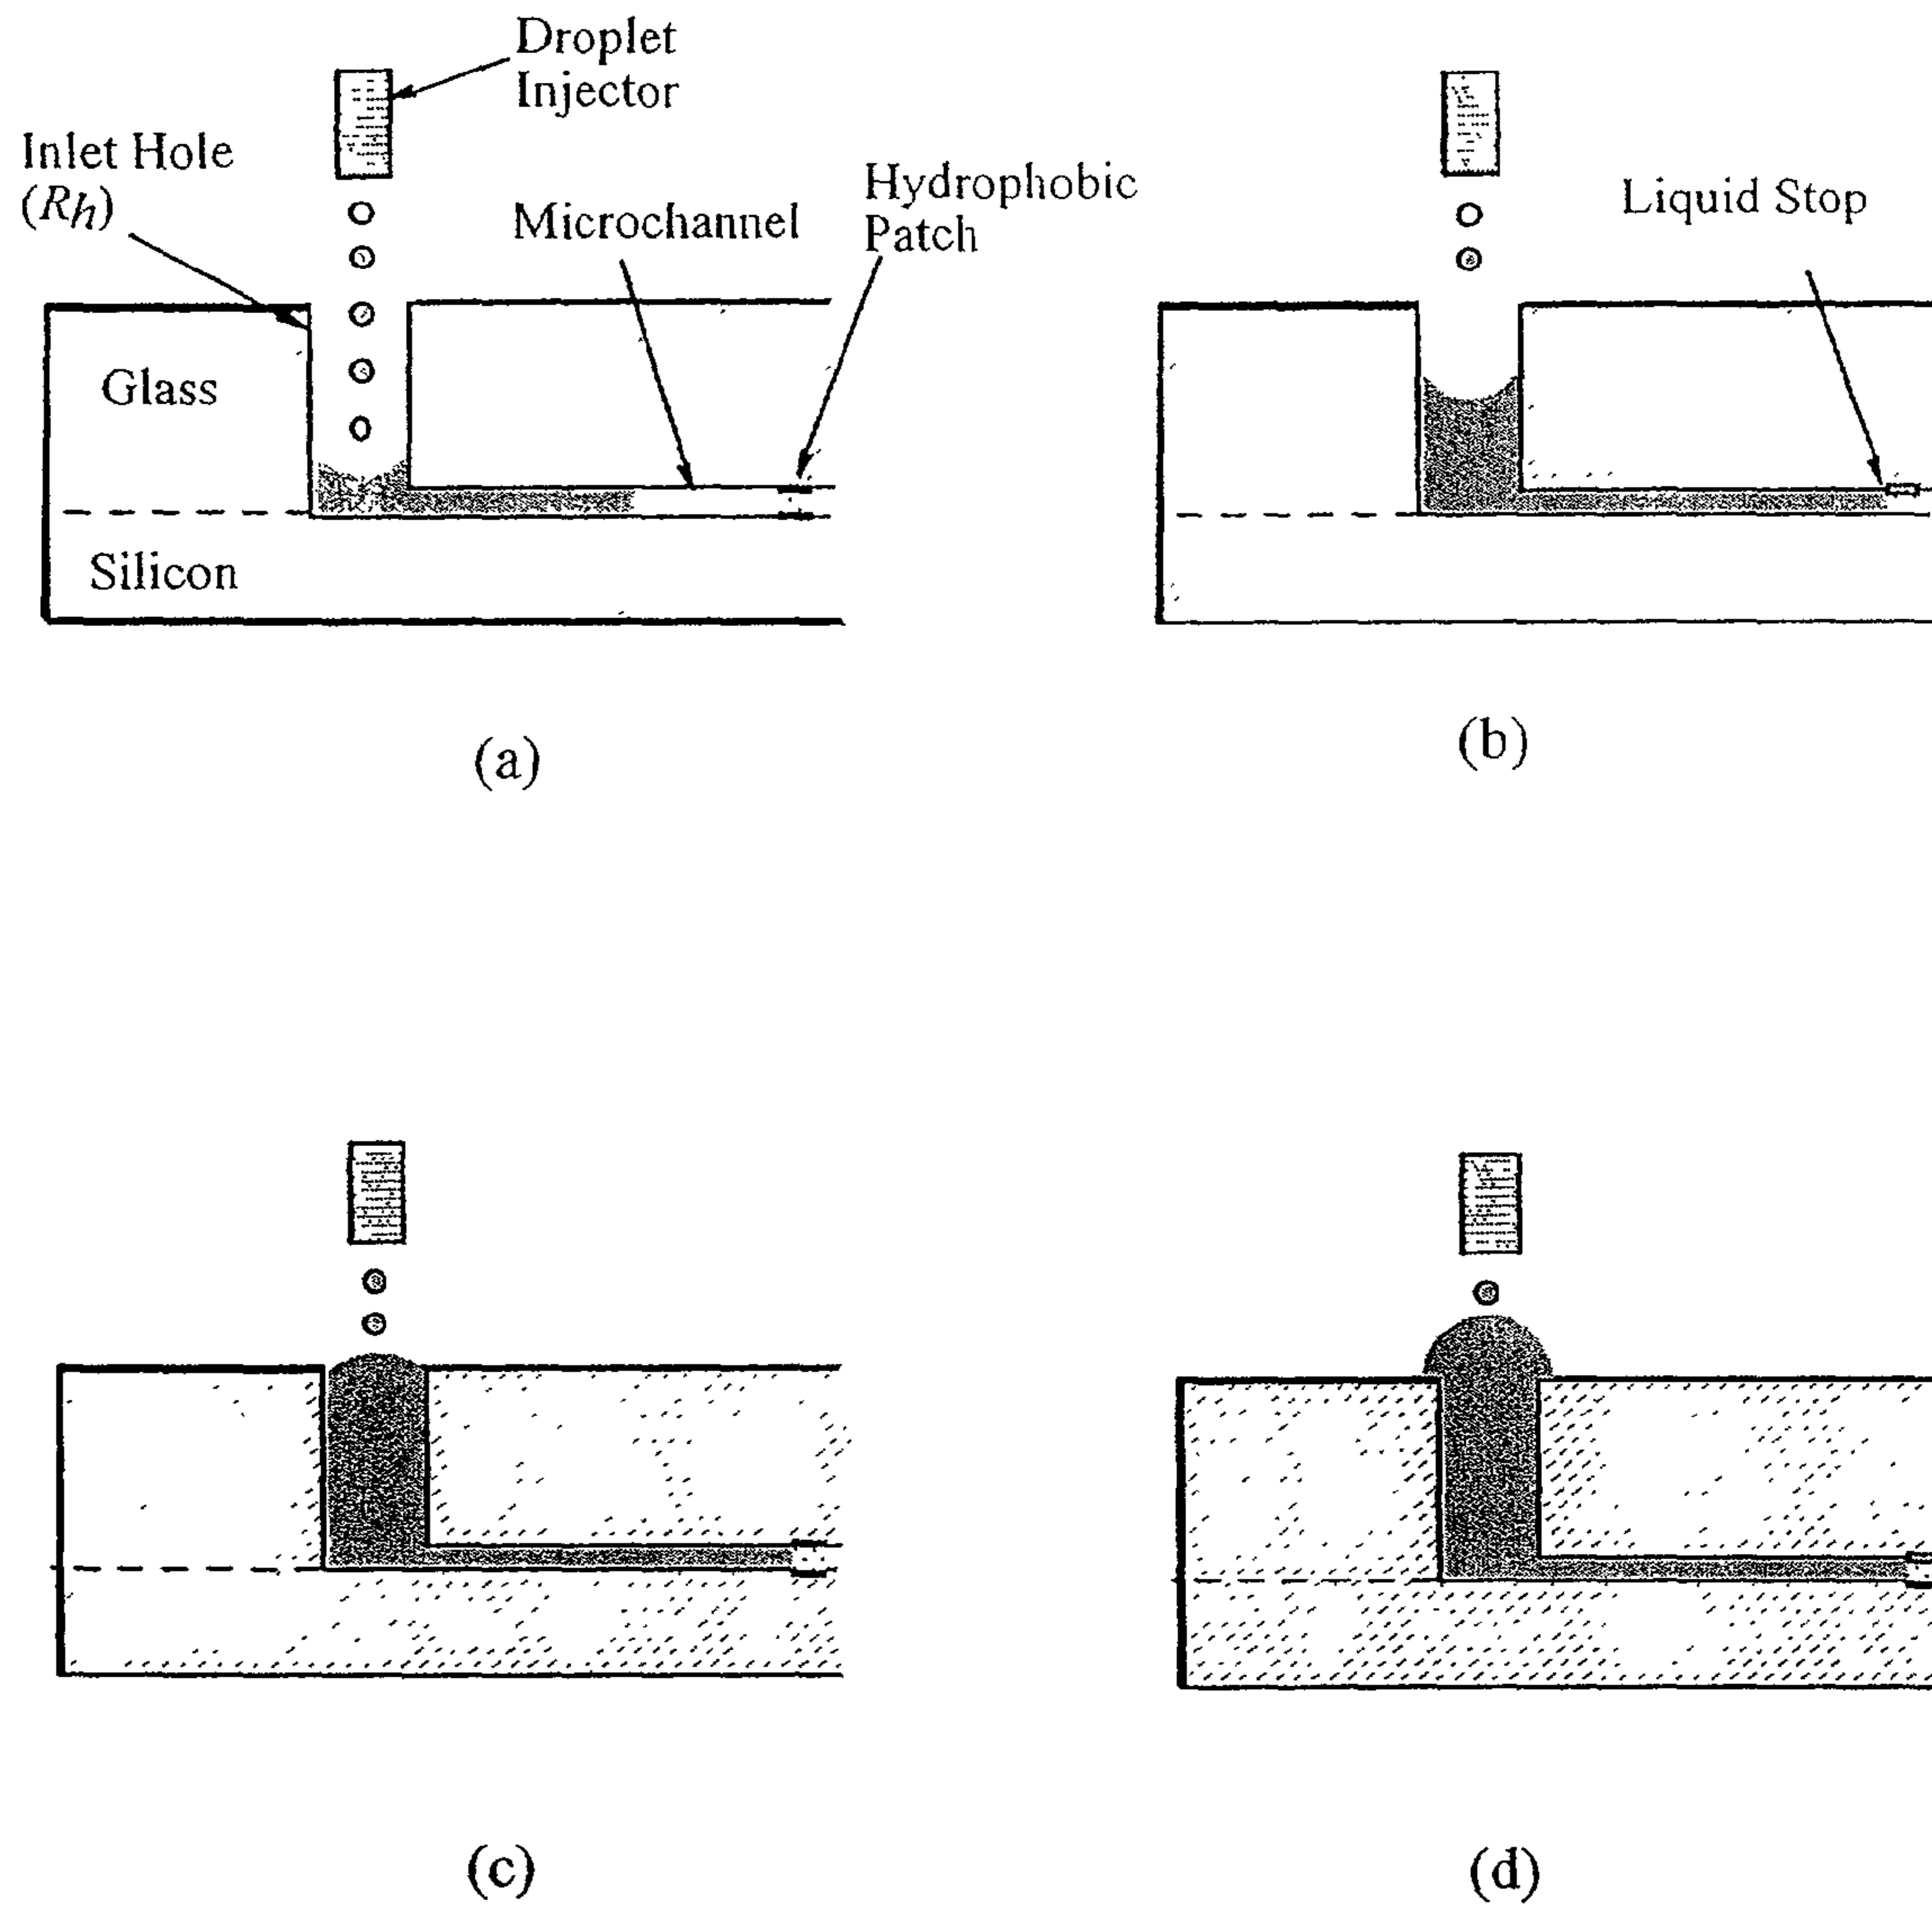 Droplet
Injector
Inlet Hole
(Rh)
Microchannel
Hydrophobic
Patch
Glass
Silicon
(a)
Liquid Stop
(b)
(c)
(d)